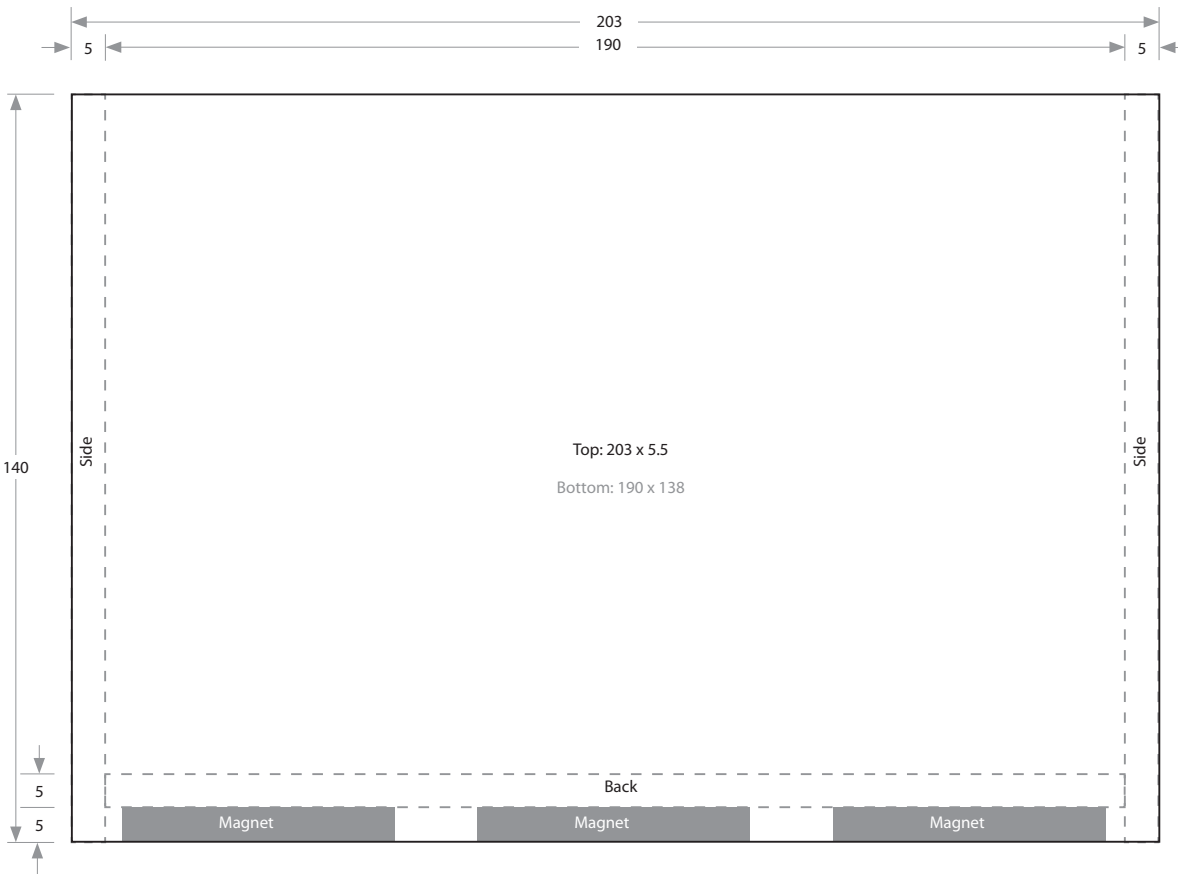 203
5
190
5
140
Side
Side
Top: 203 x 5.5
Bottom: 190 x 138
5
Back
5
Magnet
Magnet
Magnet